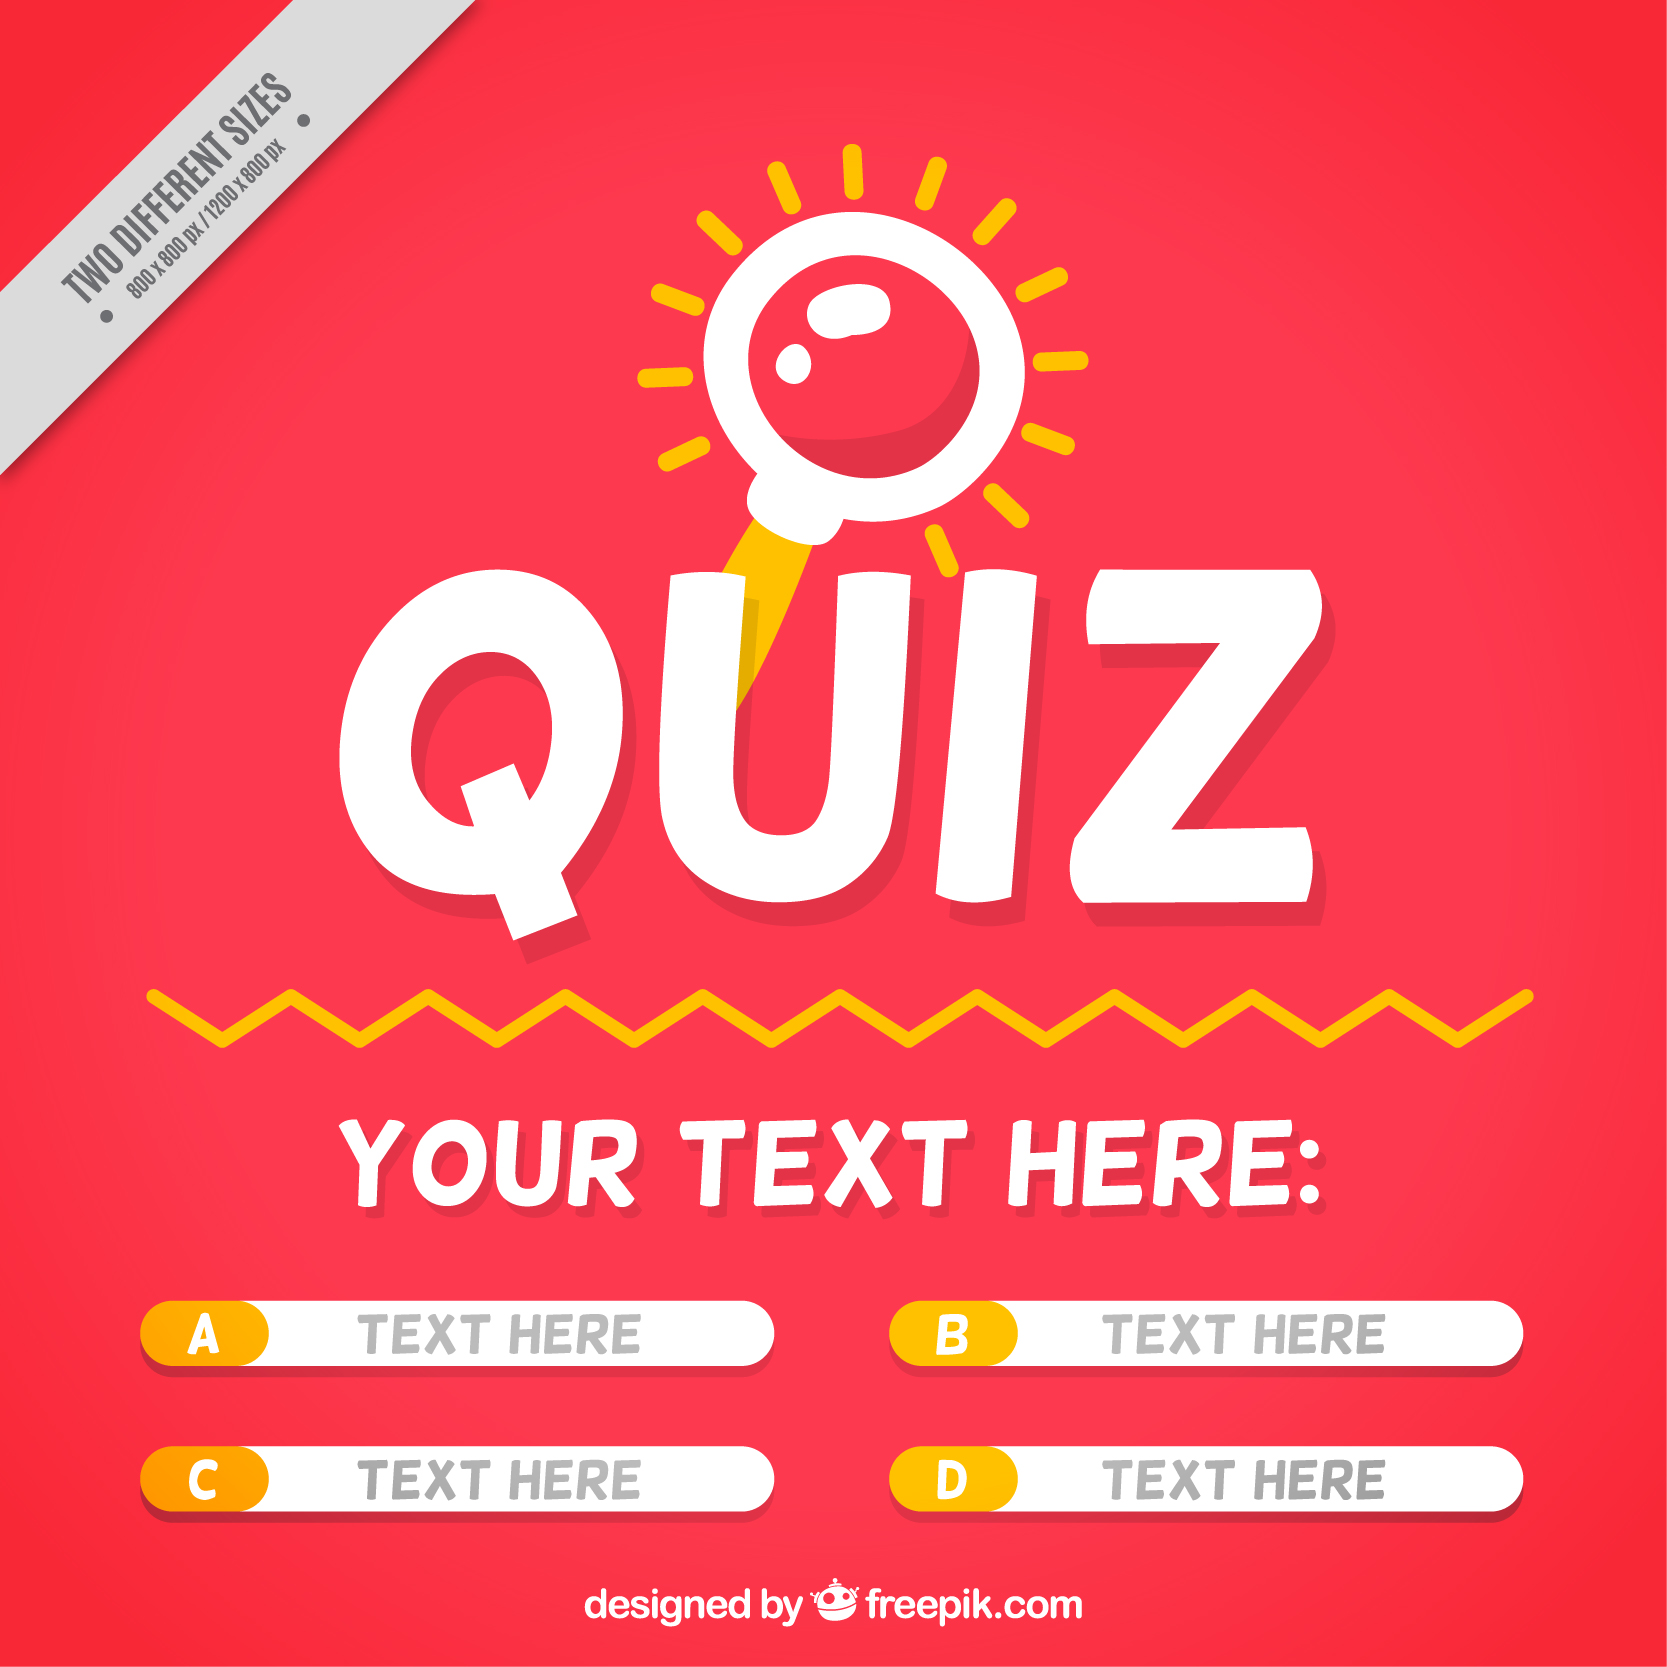 TWO DIFFERENT SIZES
800 x 800 px / 1200 x 800 px
QUIZ
YOUR TEXT HERE:
A TEXT HERE
B TEXT HERE
C TEXT HERE
D TEXT HERE
designed by freepik.com